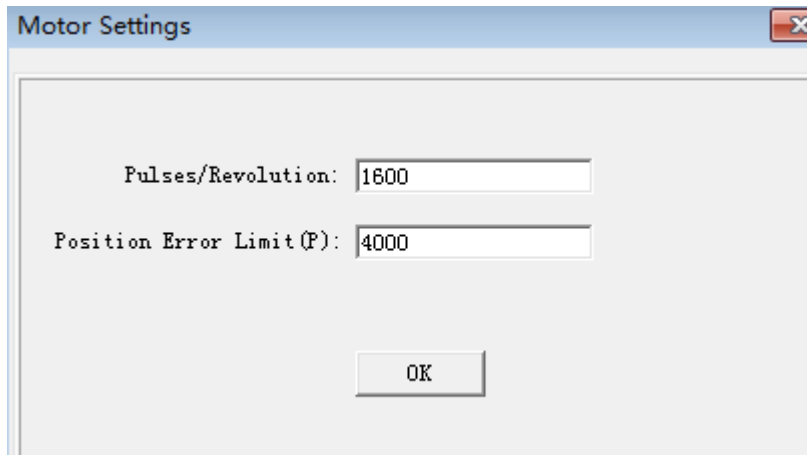 Motor Settings
Pulses/Revolution: 1600
Position Error Limit(P): 4000
OK